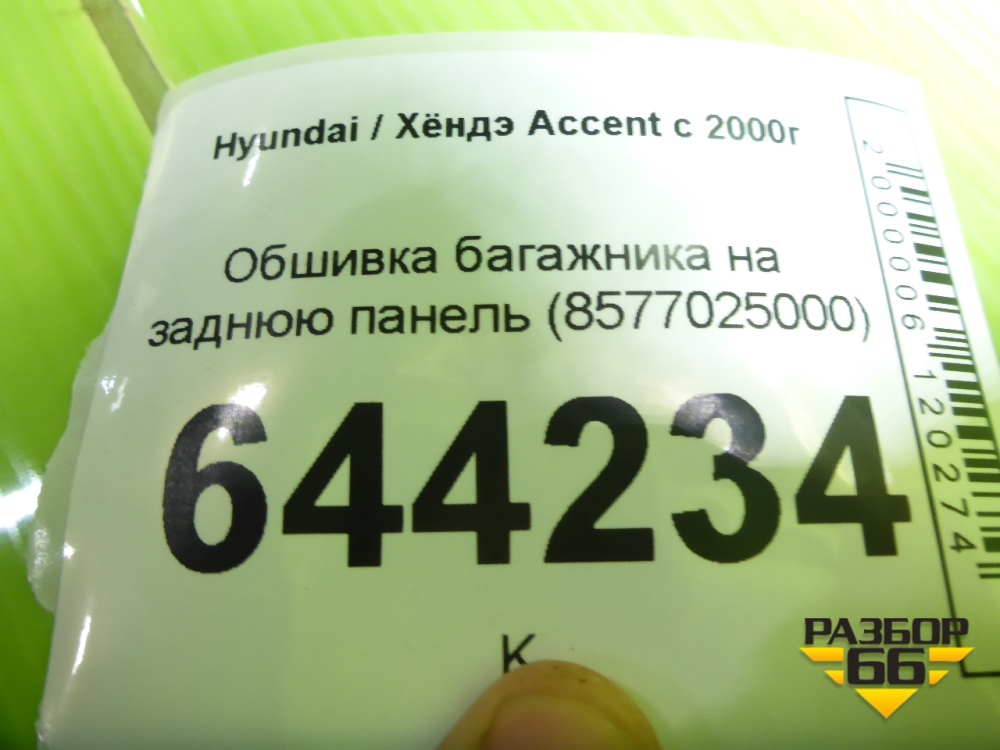 Hyundai / Хёндэ Accent с 2000г
Обшивка багажника на
заднюю панель (8577025000)
644234
К
2000006120274
РАЗБОР
66